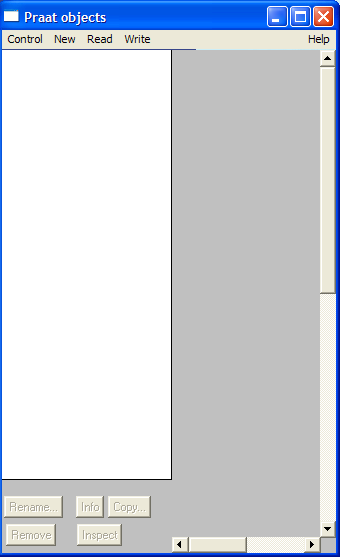 Praat objects
Control New Read Write Help
Rename... Info Copy...
Remove Inspect